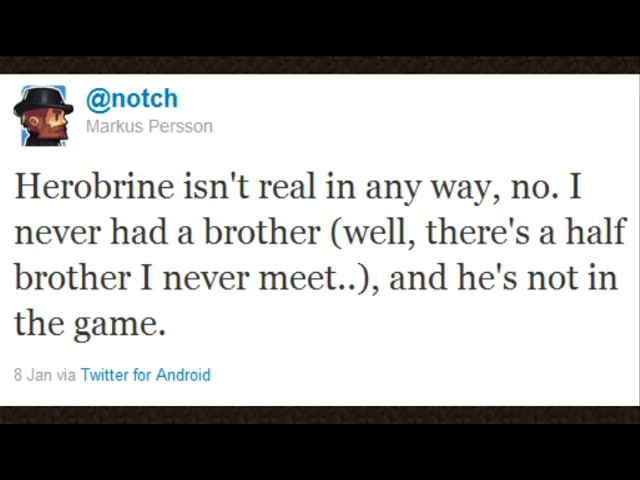 @notch
Markus Persson
Herobrine isn't real in any way, no. I
never had a brother (well, there's a half
brother I never meet..), and he's not in
the game.
8 Jan via Twitter for Android